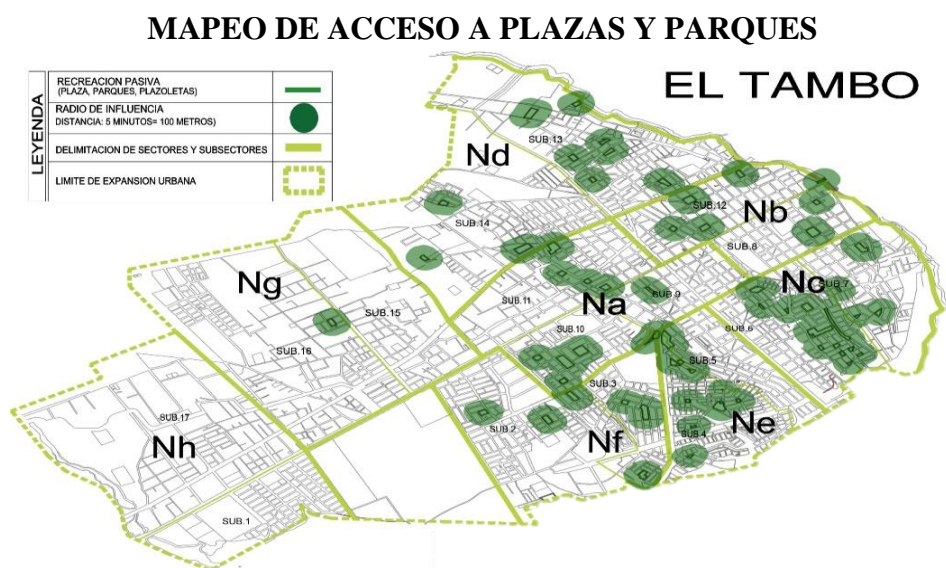 MAPEO DE ACCESO A PLAZAS Y PARQUES
EL TAMBO
LEYENDA
RECREACION PASIVA
(PLAZA, PARQUES, PLAZOLETAS)
RADIO DE INFLUENCIA
DISTANCIA: 5 MINUTOS= 100 METROS)
DELIMITACION DE SECTORES Y SUBSECTORES
LIMITE DE EXPANSION URBANA
SUB.13
Nd
SUB.12
Nb
SUB.14
SUB.8
Ng
Nc
SUB.7
SUB.9
Na
SUB.11
SUB.15
SUB.6
SUB.10
SUB.16
SUB.5
SUB.3
SUB.17
Ne
SUB.2
SUB.4
Nf
Nh
SUB.1